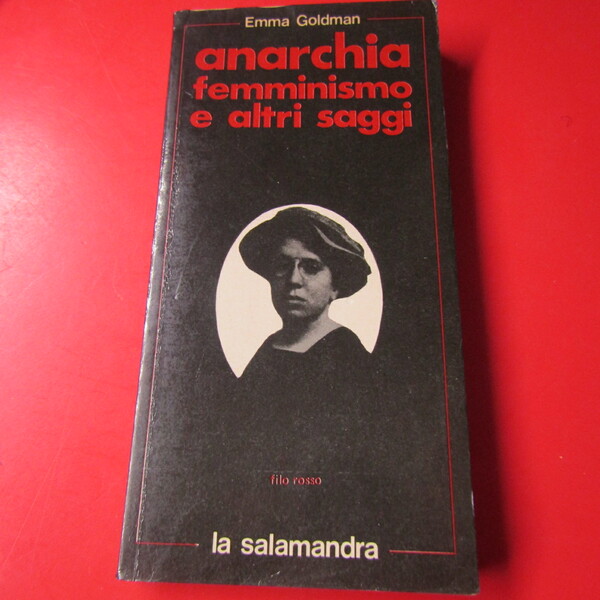 Emma Goldman
anarchia
femminismo
e altri saggi
filo rosso
la salamandra